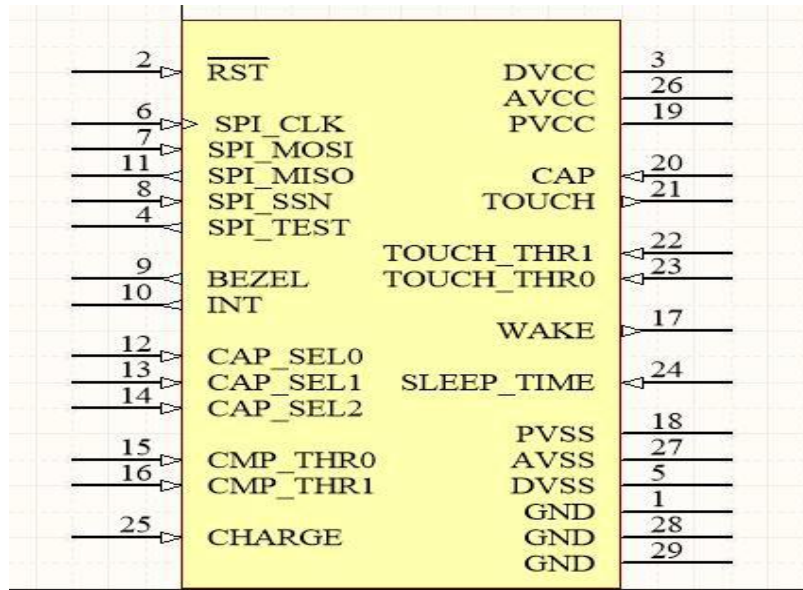 2 RST DVCC 3
AVCC 26
6 SPI_CLK PVCC 19
7 SPI_MOSI
11 SPI_MISO CAP 20
8 SPI_SSN TOUCH 21
4 SPI_TEST
TOUCH_THR1 22
9 BEZEL TOUCH_THR0 23
10 INT
WAKE 17
12 CAP_SEL0
13 CAP_SEL1 SLEEP_TIME 24
14 CAP_SEL2
PVSS 18
15 CMP_THR0 AVSS 27
16 CMP_THR1 DVSS 5
GND 1
25 CHARGE GND 28
GND 29